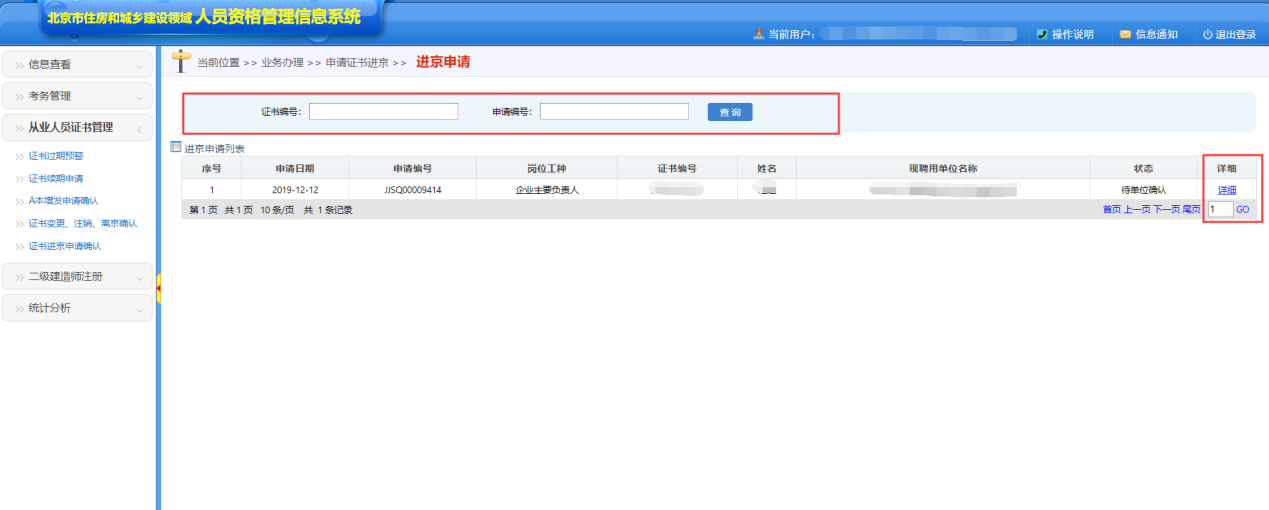 北京市住房和城乡建设领域 人员资格管理信息系统
当前用户： 操作说明 信息通知 退出登录
信息查看
考务管理
从业人员证书管理
证书过期预警
证书续期申请
A本增发申请确认
证书变更、注销、离京确认
证书进京申请确认
二级建造师注册
统计分析
当前位置 >> 业务办理 >> 申请证书进京 >> 进京申请
证书编号： 申请编号： 查 询
进京申请列表
序号 申请日期 申请编号 岗位工种 证书编号 姓名 现聘用单位名称 状态 详细
1 2019-12-12 JJSQ00009414 企业主要负责人 待单位确认 详细
第 1 页 共 1 页 10 条/页 共 1 条记录 首页 上一页 下一页 尾页 1 GO